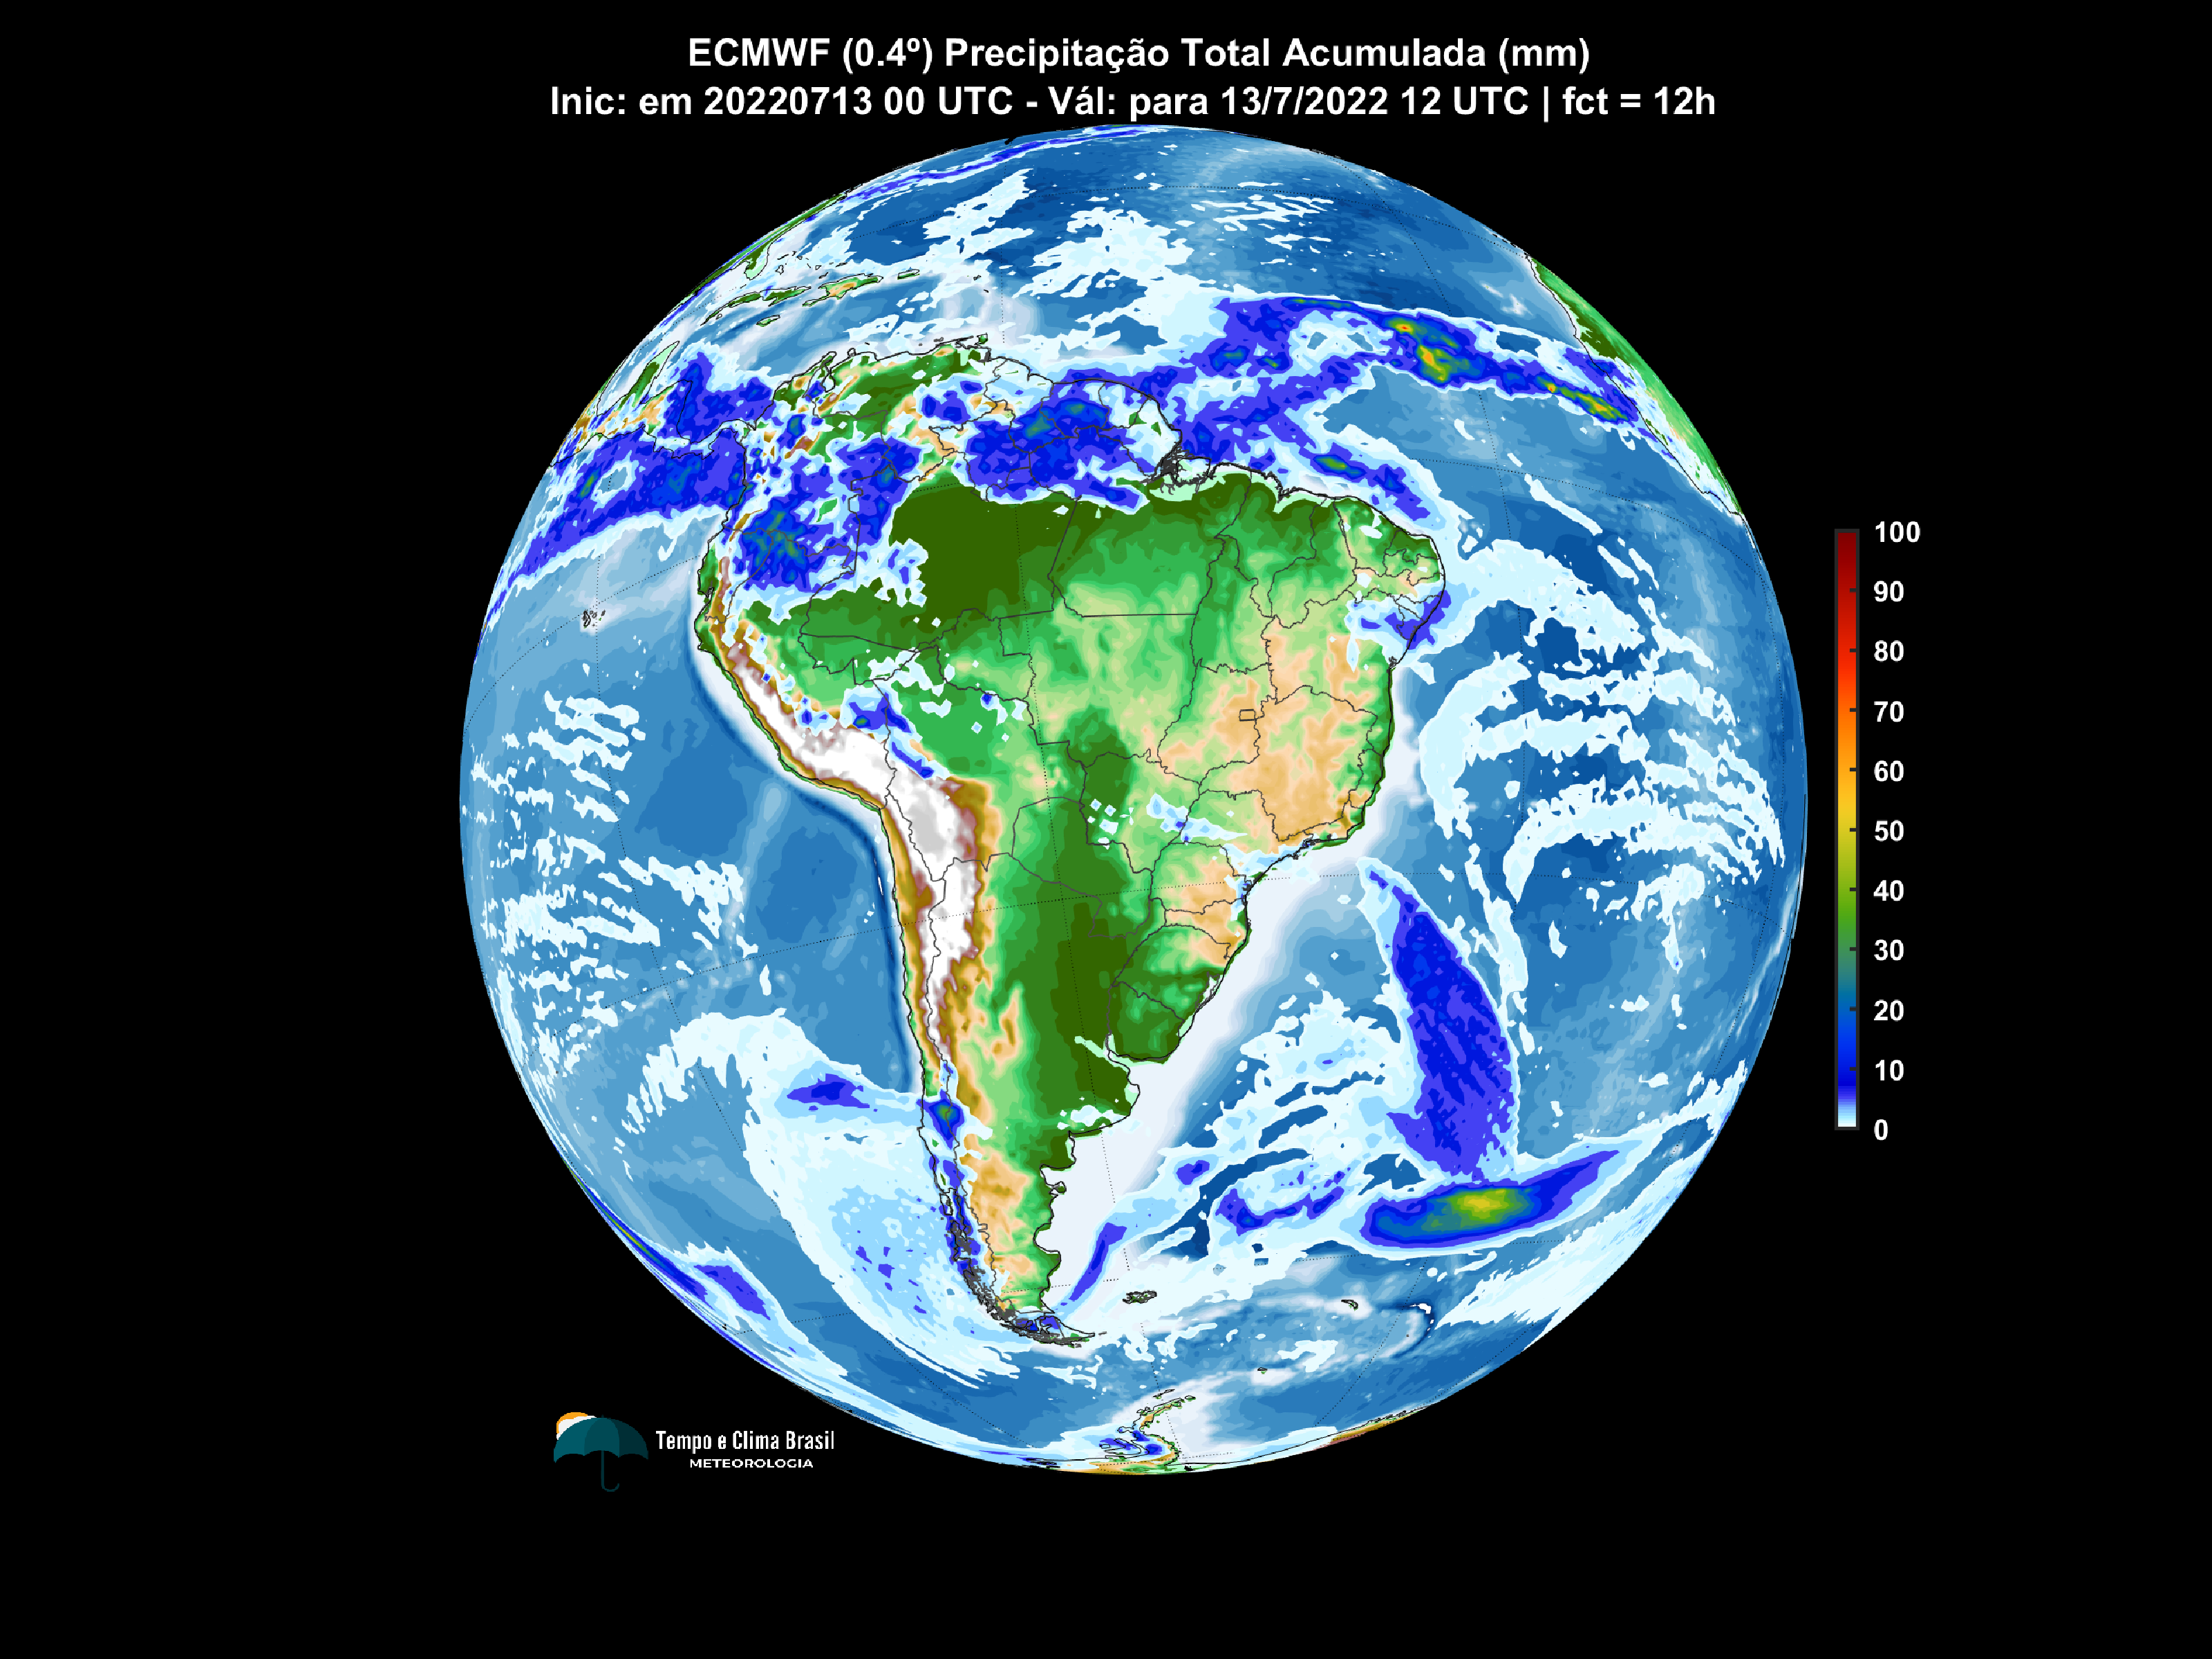 ECMWF (0.4º) Precipitação Total Acumulada (mm)
Inic: em 20220713 00 UTC - Vál: para 13/7/2022 12 UTC | fct = 12h
100
90
80
70
60
50
40
30
20
10
0
Tempo e Clima Brasil
METEOROLOGIA